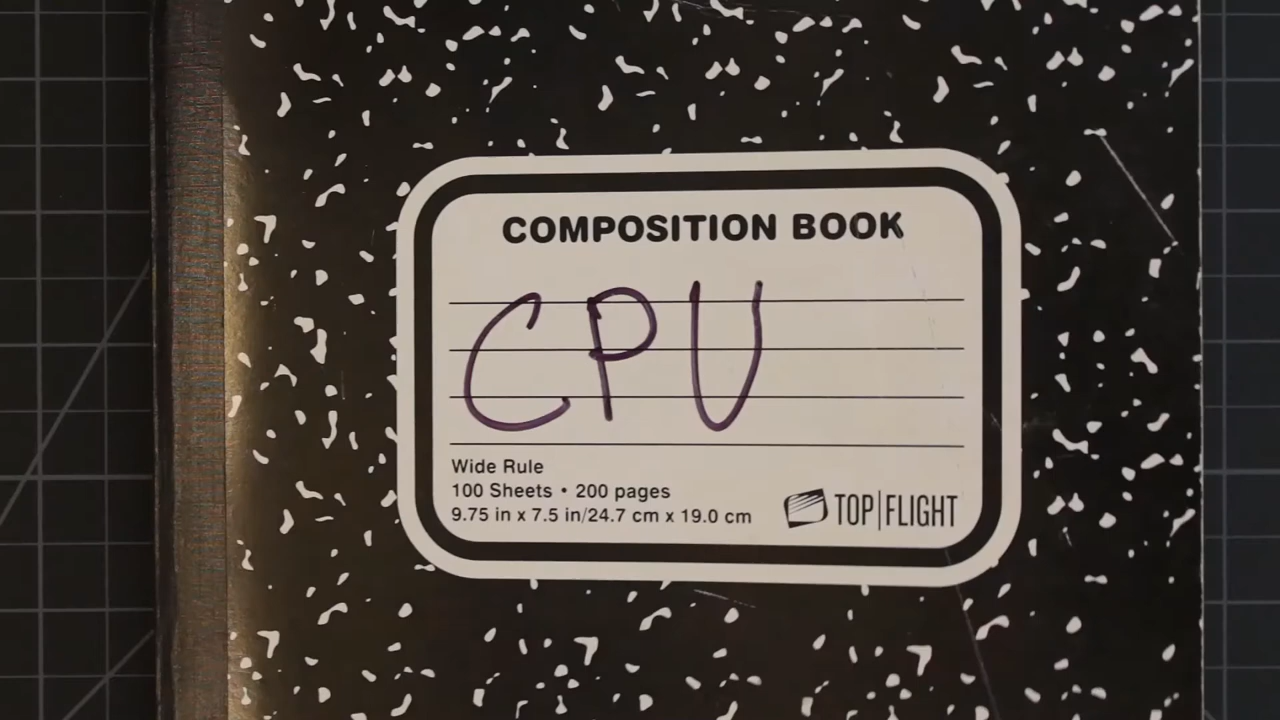 COMPOSITION BOOK
CPU
Wide Rule
100 Sheets • 200 pages
9.75 in x 7.5 in/24.7 cm x 19.0 cm
TOP|FLIGHT